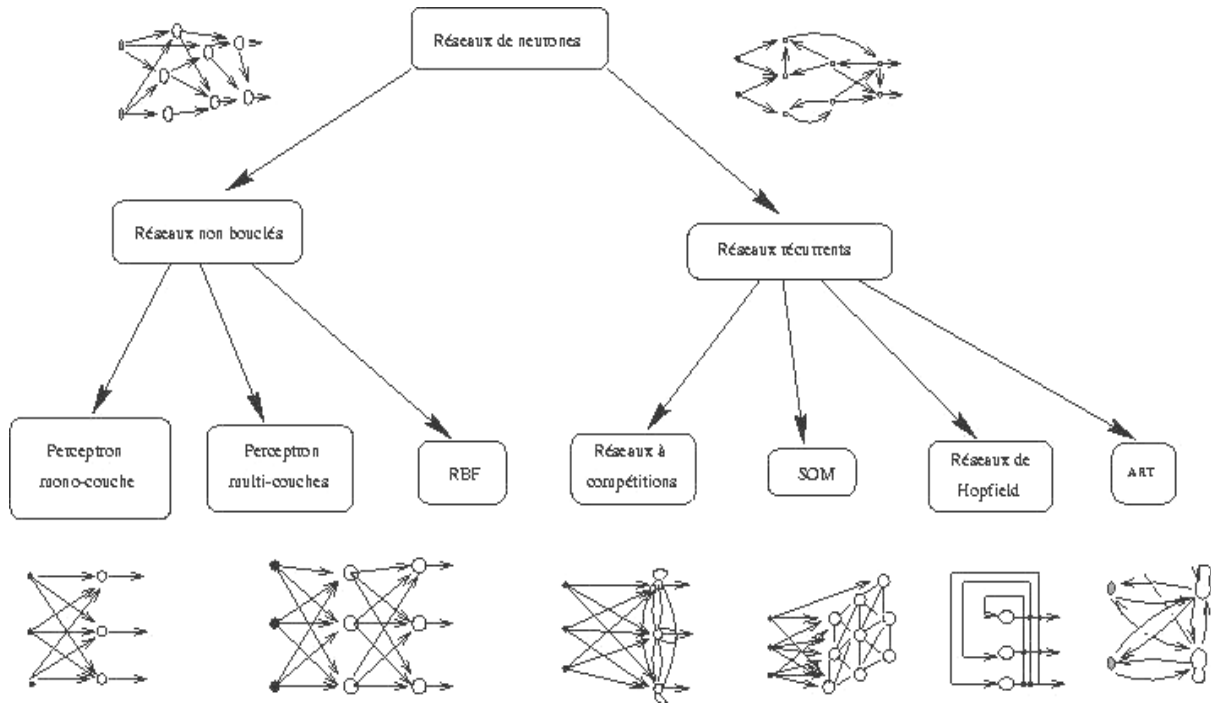 Réseaux de neurones
Réseaux non bouclés
Réseaux récurrents
Perceptron
mono-couche
Perceptron
multi-couches
RBF
Réseaux à
compétitions
SOM
Réseaux de
Hopfield
ART